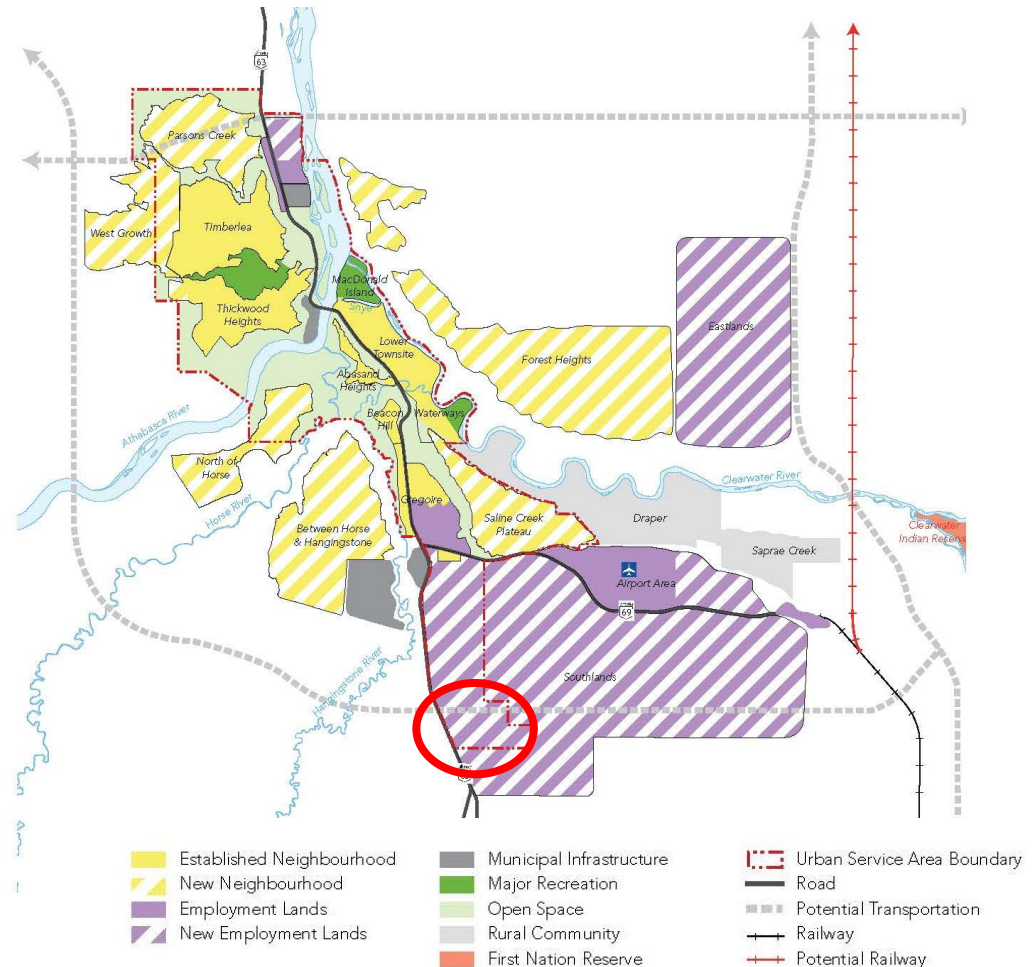 63
Parsons Creek
West Growth
Timberlea
MacDonald
Island
Snye
Thickwood
Heights
Lower
Townsite
Eastlands
Forest Heights
Abasand
Heights
Athabasca River
Beacon
Hill
Waterways
North of
Horse
Clearwater River
Horse River
Gregoire
Saline Creek
Plateau
Draper
Between Horse
& Hangingstone
Clearwater
Indian Reserve
Saprae Creek
Airport Area
69
Hangingstone River
Southlands
Established Neighbourhood
New Neighbourhood
Employment Lands
New Employment Lands
Municipal Infrastructure
Major Recreation
Open Space
Rural Community
First Nation Reserve
Urban Service Area Boundary
Road
Potential Transportation
Railway
Potential Railway